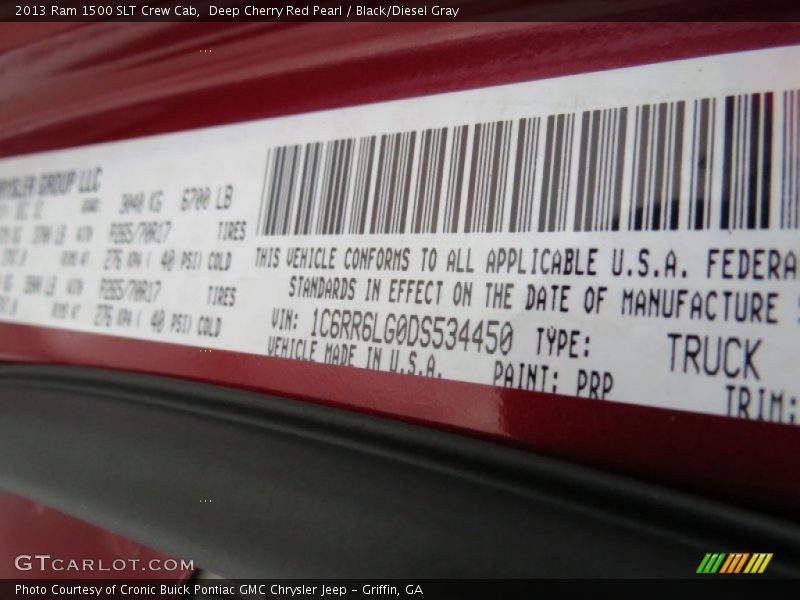 2013 Ram 1500 SLT Crew Cab,  Deep Cherry Red Pearl / Black/Diesel Gray
GROUP LLC
3040 KG 6700 LB
P265/70R17 TIRES
276 KPA ( 40 PSI) COLD
P265/70R17 TIRES
276 KPA ( 40 PSI) COLD
THIS VEHICLE CONFORMS TO ALL APPLICABLE U.S.A. FEDERA
STANDARDS IN EFFECT ON THE DATE OF MANUFACTURE
VIN: 1C6RR6LG0DS534450 TYPE: TRUCK
VEHICLE MADE IN U.S.A. PAINT: PRP TRIM:
GTCARLOT.COM
Photo Courtesy of Cronic Buick Pontiac GMC Chrysler Jeep - Griffin, GA